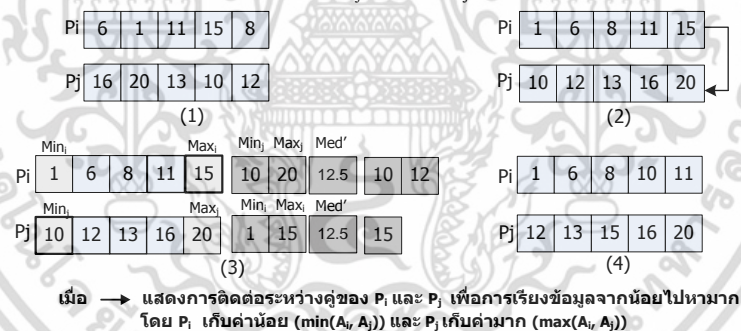 Pi 6 1 11 15 8
Pj 16 20 13 10 12
(1)
Pi 1 6 8 11 15
Pj 10 12 13 16 20
(2)
Mini Maxi Minj Maxj Med'
Pi 1 6 8 11 15 10 20 12.5 10 12
Minj Maxj Mini Maxi Med'
Pj 10 12 13 16 20 1 15 12.5 15
(3)
Pi 1 6 8 10 11
Pj 12 13 15 16 20
(4)
เมื่อ → แสดงการติดต่อระหว่างคู่ของ Pi และ Pj เพื่อการเรียงข้อมูลจากน้อยไปหามาก
โดย Pi เก็บค่าน้อย (min(Ai, Aj)) และ Pj เก็บค่ามาก (max(Ai, Aj))